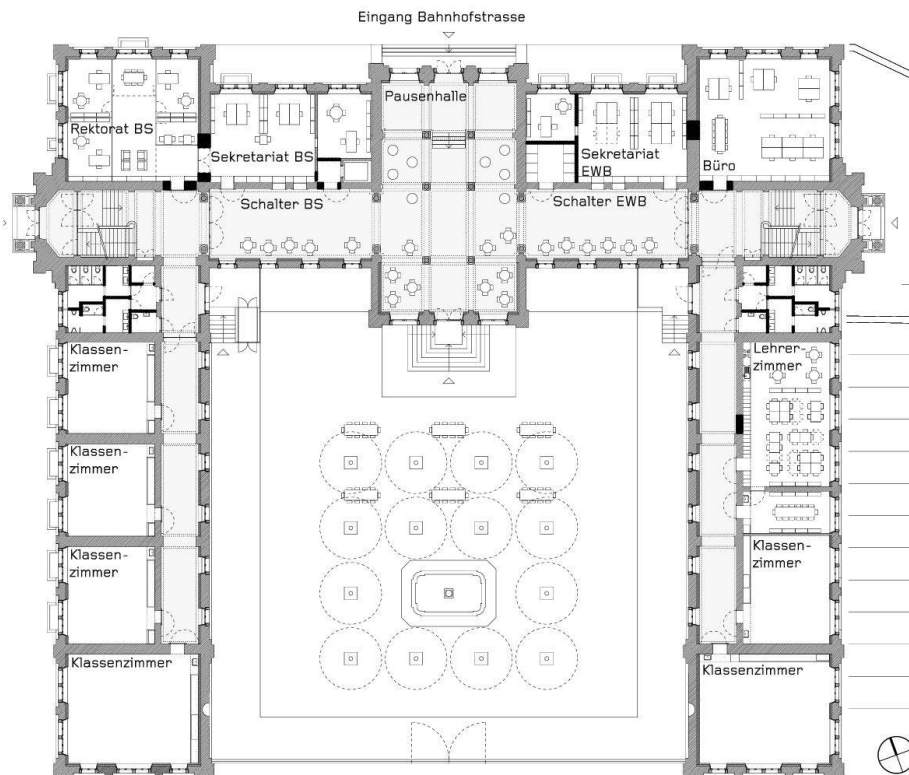 Eingang Bahnhofstrasse
Pausenhalle
Rektorat BS
Sekretariat BS
Sekretariat
EWB
Büro
Schalter BS
Schalter EWB
Klassen-
zimmer
Lehrer-
zimmer
Klassen-
zimmer
Klassen-
zimmer
Klassen-
zimmer
Klassenzimmer
Klassenzimmer